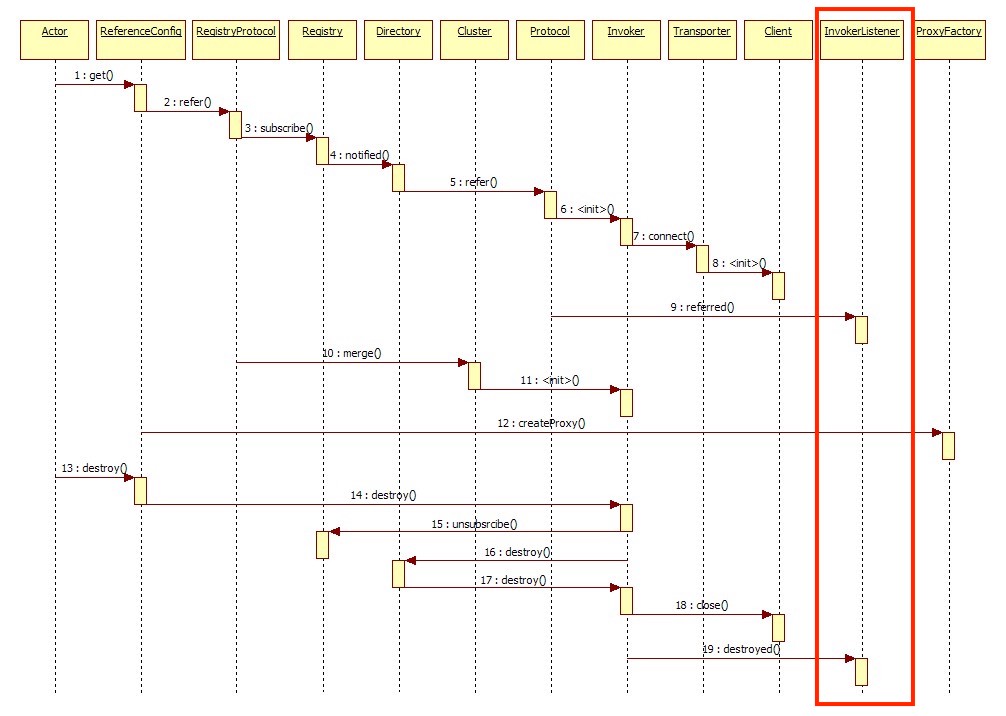 Actor
ReferenceConfig
RegistryProtocol
Registry
Directory
Cluster
Protocol
Invoker
Transporter
Client
InvokerListener
ProxyFactory
1 : get()
2 : refer()
3 : subscribe()
4 : notified()
5 : refer()
6 : <init>()
7 : connect()
8 : <init>()
9 : referred()
10 : merge()
11 : <init>()
12 : createProxy()
13 : destroy()
14 : destroy()
15 : unsubsrcibe()
16 : destroy()
17 : destroy()
18 : close()
19 : destroyed()